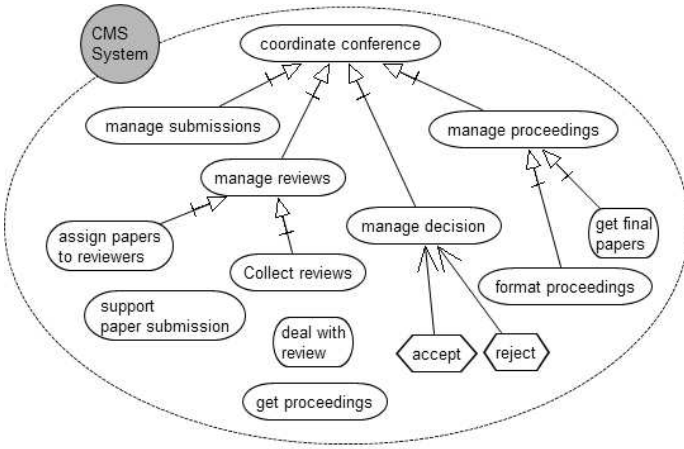 CMS
System
coordinate conference
manage submissions
manage proceedings
manage reviews
assign papers
to reviewers
manage decision
get final
papers
Collect reviews
format proceedings
support
paper submission
deal with
review
accept
reject
get proceedings